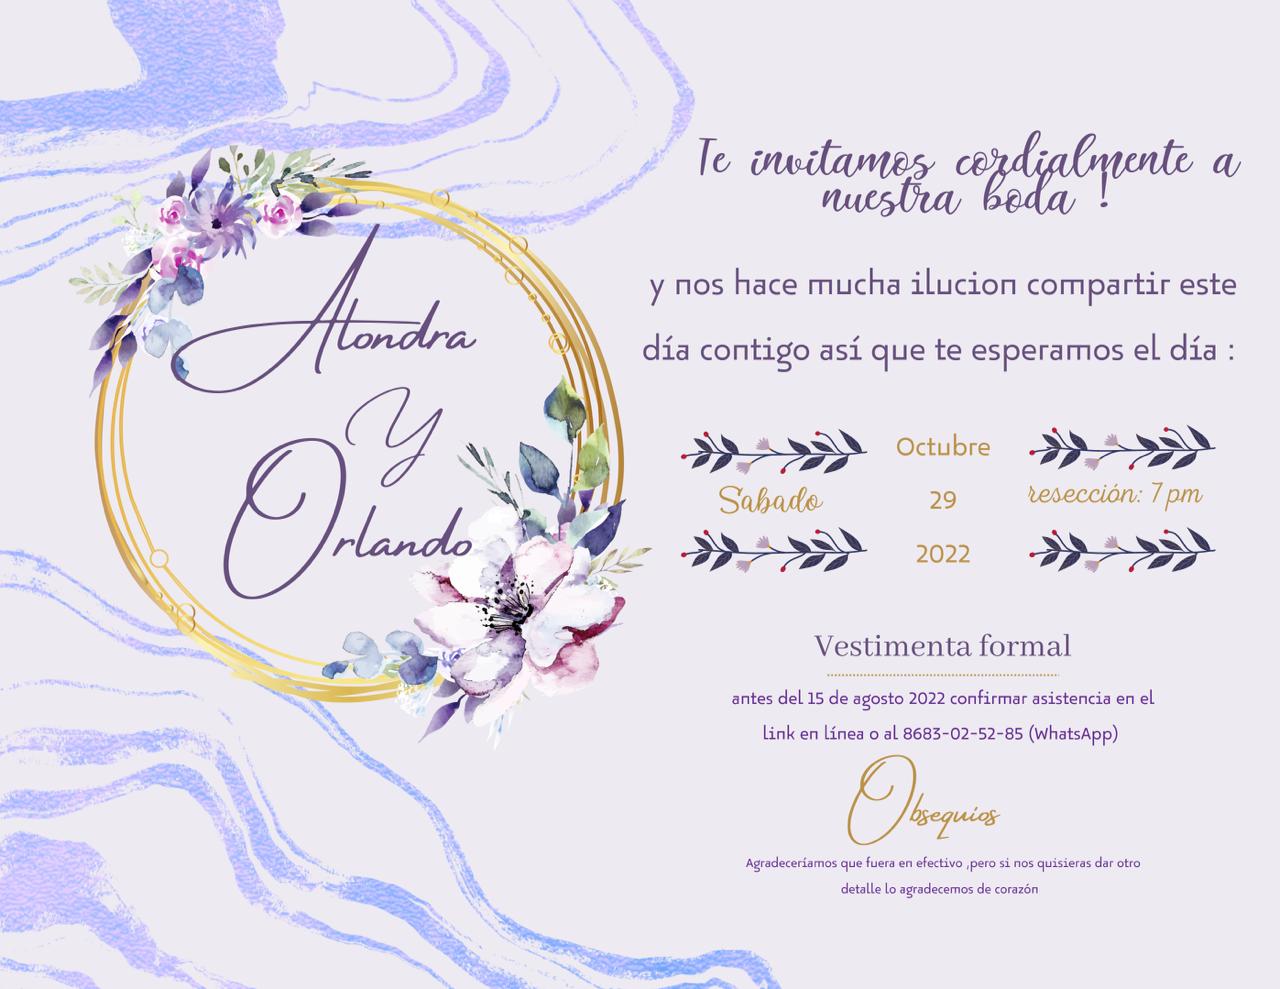 Alondra
Y
Orlando
Te invitamos cordialmente a
nuestra boda !
y nos hace mucha ilucion compartir este
día contigo así que te esperamos el día :
Octubre
Sabado
29
resección: 7 pm
2022
Vestimenta formal
antes del 15 de agosto 2022 confirmar asistencia en el
link en línea o al 8683-02-52-85 (WhatsApp)
Obsequios
Agradeceríamos que fuera en efectivo ,pero si nos quisieras dar otro
detalle lo agradecemos de corazón